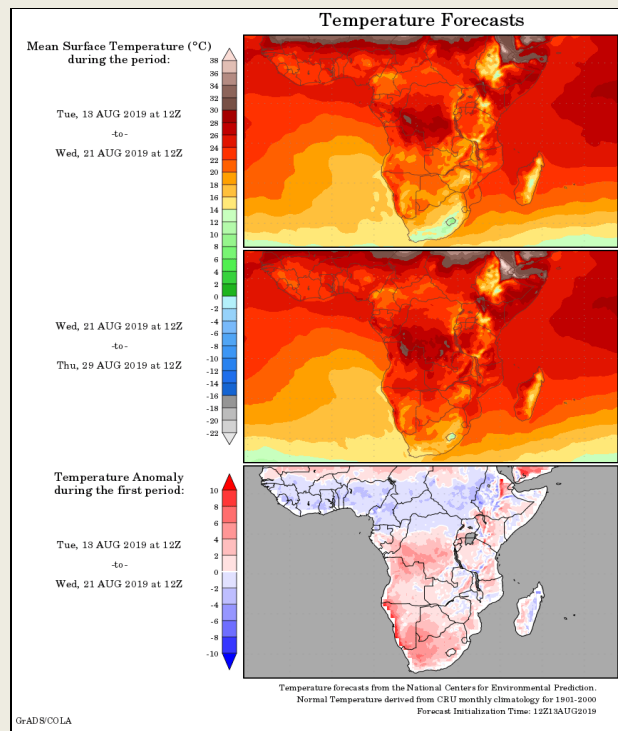 Temperature Forecasts
Mean Surface Temperature (°C)
during the period:
Tue, 13 AUG 2019 at 12Z
-to-
Wed, 21 AUG 2019 at 12Z
38
36
34
32
30
28
26
24
22
20
18
16
14
12
10
8
6
4
2
0
-2
-4
-6
-8
-10
-12
-14
-16
-18
-20
-22
Wed, 21 AUG 2019 at 12Z
-to-
Thu, 29 AUG 2019 at 12Z
Temperature Anomaly
during the first period:
Tue, 13 AUG 2019 at 12Z
-to-
Wed, 21 AUG 2019 at 12Z
10
8
6
4
2
0
-2
-4
-6
-8
-10
Temperature forecasts from the National Centers for Environmental Prediction.
Normal Temperature derived from CRU monthly climatology for 1901-2000
Forecast Initialization Time: 12Z13AUG2019
GrADS/COLA